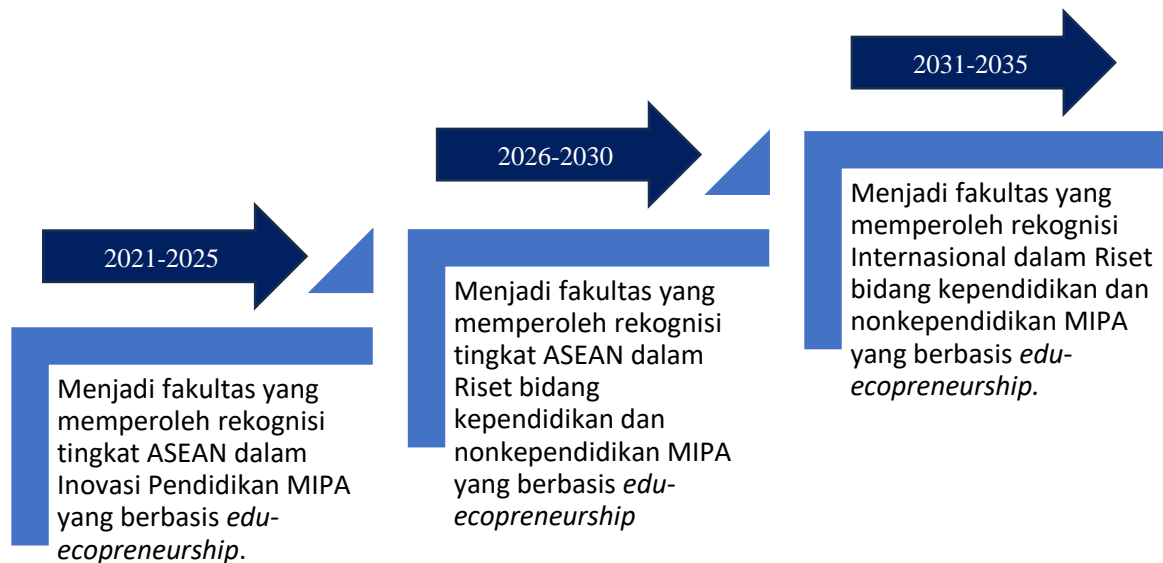 2021-2025
Menjadi fakultas yang
memperoleh rekognisi
tingkat ASEAN dalam
Inovasi Pendidikan MIPA
yang berbasis edu-
ecopreneurship.
2026-2030
Menjadi fakultas yang
memperoleh rekognisi
tingkat ASEAN dalam
Riset bidang
kependidikan dan
nonkependidikan MIPA
yang berbasis edu-
ecopreneurship
2031-2035
Menjadi fakultas yang
memperoleh rekognisi
Internasional dalam Riset
bidang kependidikan dan
nonkependidikan MIPA
yang berbasis edu-
ecopreneurship.